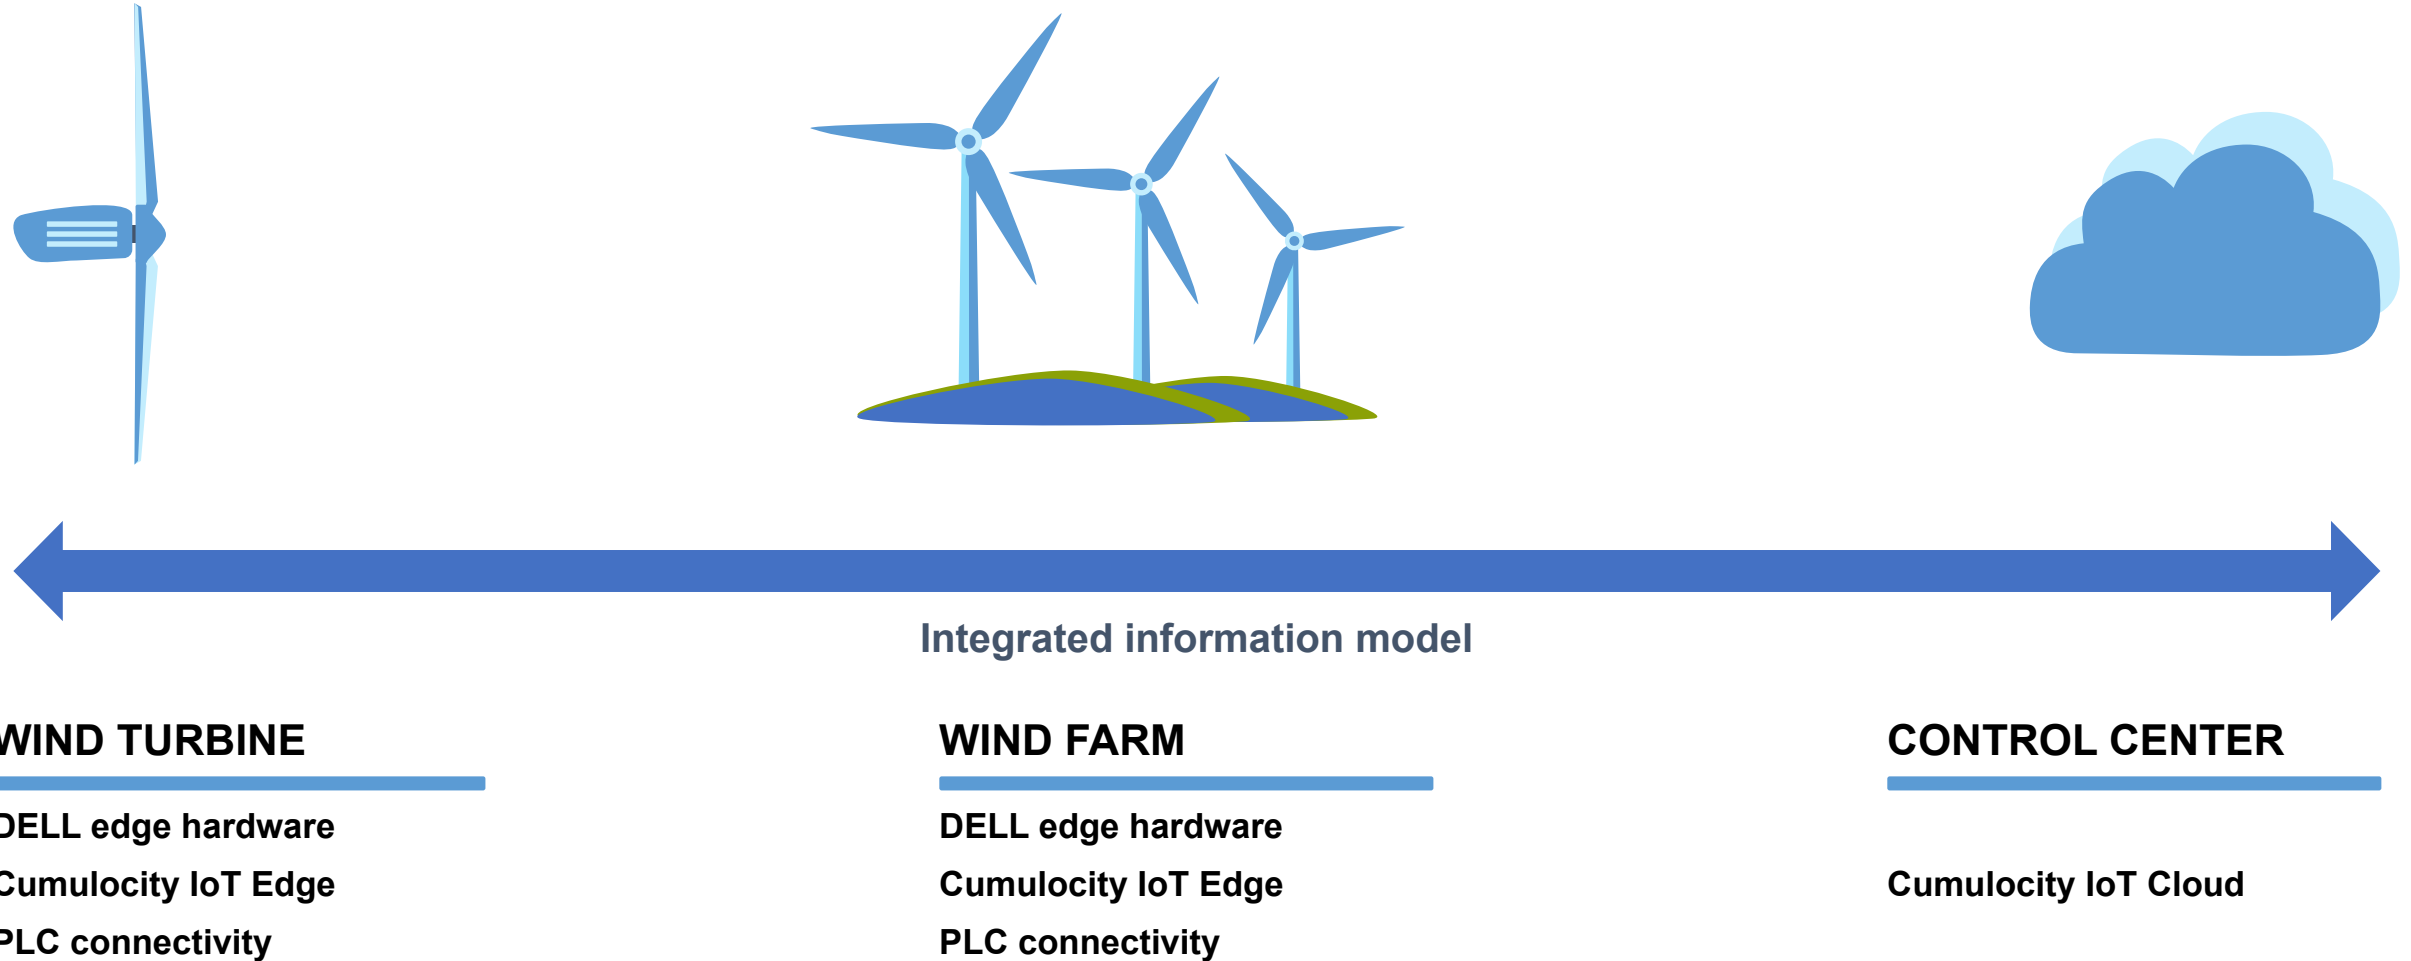 Integrated information model
WIND TURBINE
DELL edge hardware
Cumulocity IoT Edge
PLC connectivity
WIND FARM
DELL edge hardware
Cumulocity IoT Edge
PLC connectivity
CONTROL CENTER
Cumulocity IoT Cloud